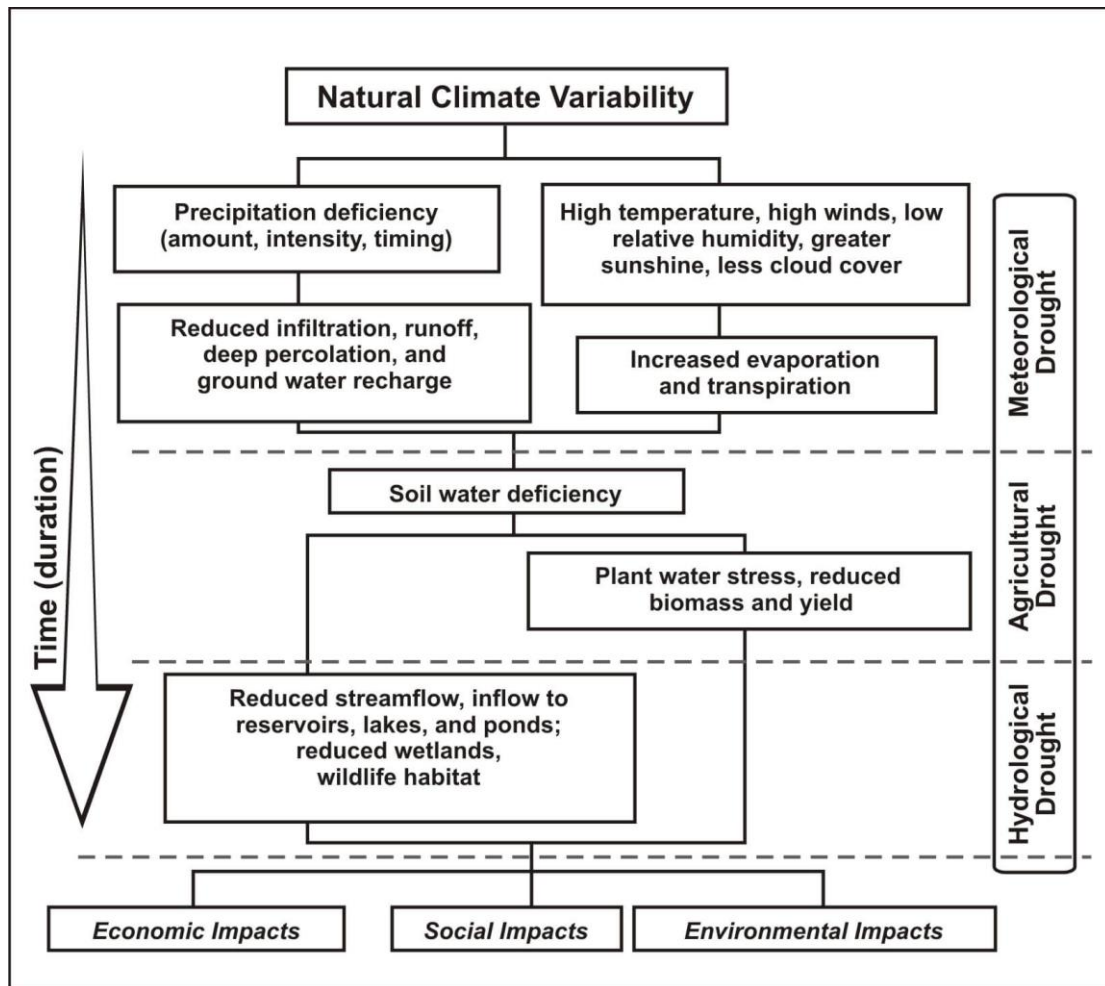 Natural Climate Variability
Precipitation deficiency
(amount, intensity, timing)
High temperature, high winds, low
relative humidity, greater
sunshine, less cloud cover
Reduced infiltration, runoff,
deep percolation, and
ground water recharge
Increased evaporation
and transpiration
Meteorological
Drought
Time (duration)
Soil water deficiency
Plant water stress, reduced
biomass and yield
Agricultural
Drought
Reduced streamflow, inflow to
reservoirs, lakes, and ponds;
reduced wetlands,
wildlife habitat
Hydrological
Drought
Economic Impacts
Social Impacts
Environmental Impacts